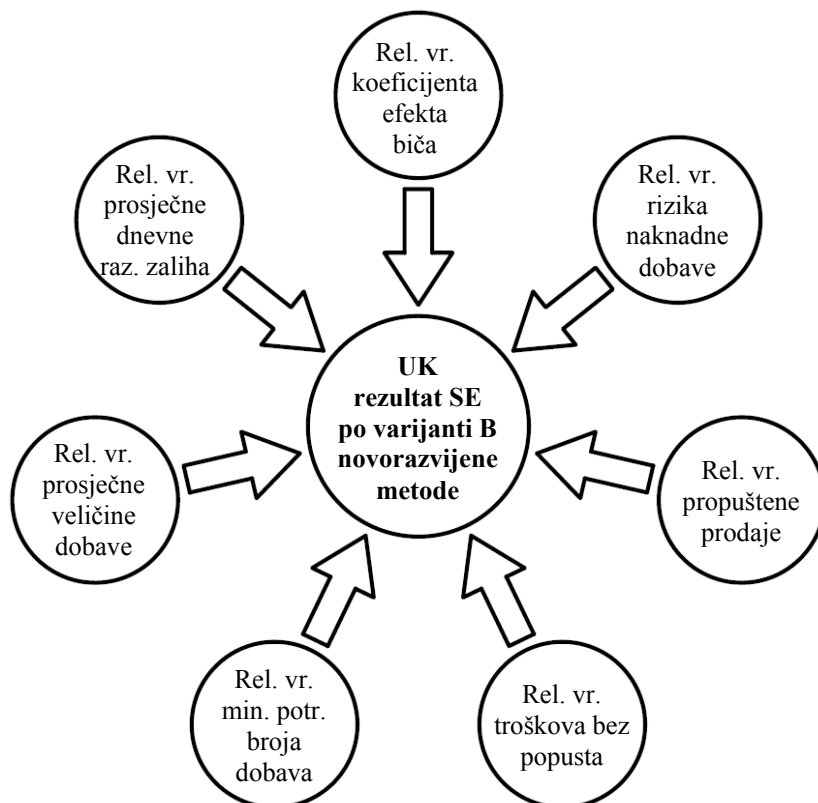 Rel. vr.
koeficijenta
efekta
biča
Rel. vr.
prosječne
dnevne
raz. zaliha
Rel. vr.
rizika
naknadne
dobave
UK
rezultat SE
po varijanti B
novorazvijene
metode
Rel. vr.
prosječne
veličine
dobave
Rel. vr.
propuštene
prodaje
Rel. vr.
min. potr.
broja
dobava
Rel. vr.
troškova bez
popusta